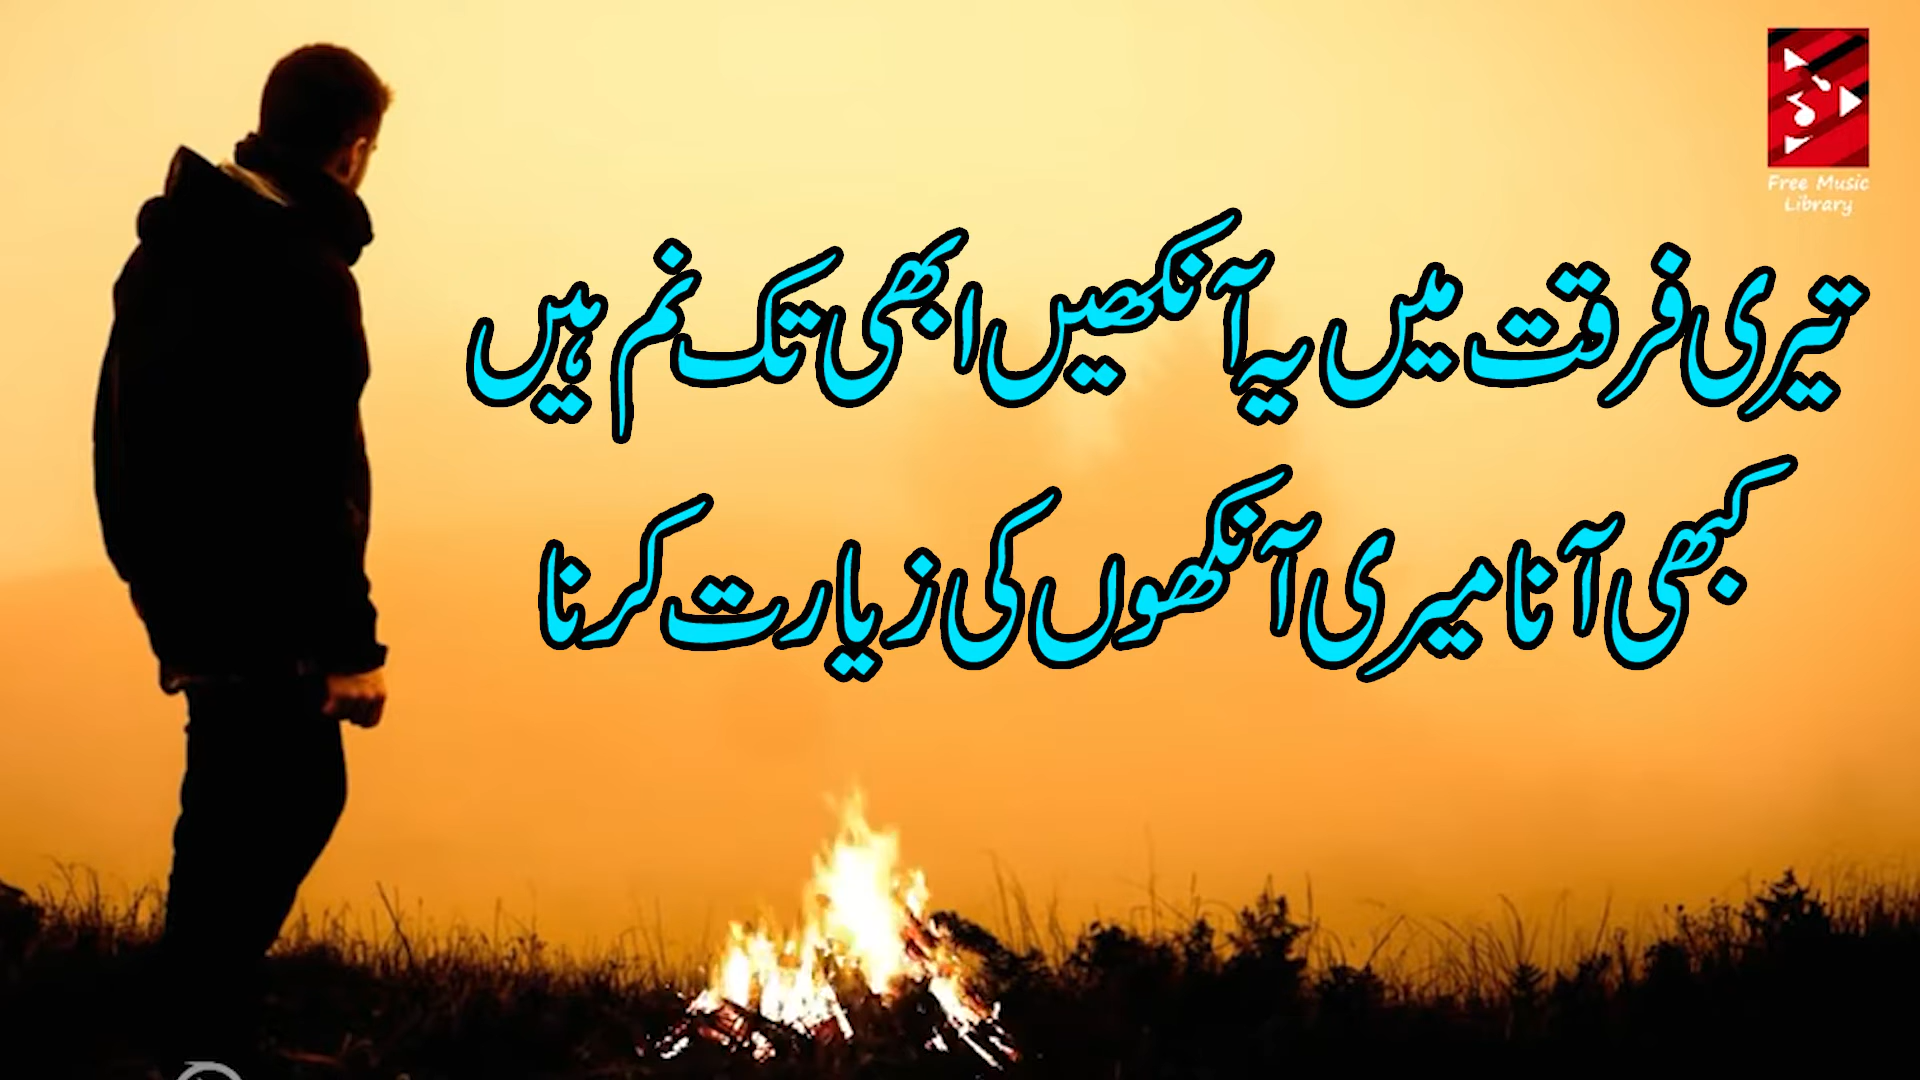 Free Music
Library
تیری فرقت میں یہ آنکھیں ابھی تک نم ہیں
کبھی آنا میری آنکھوں کی زیارت کرنا